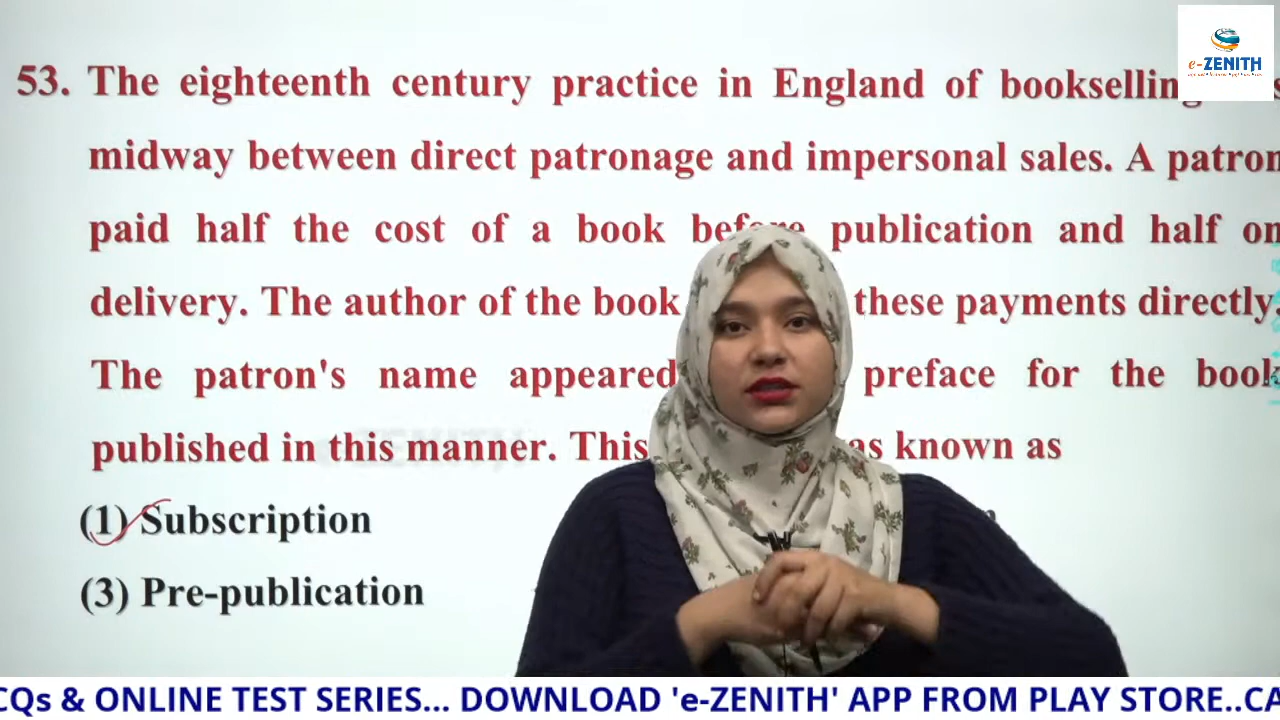 e-ZENITH
53. The eighteenth century practice in England of bookselling
midway between direct patronage and impersonal sales. A patron
paid half the cost of a book before publication and half on
delivery. The author of the book these payments directly.
The patron's name appeared preface for the book
published in this manner. This as known as
(1) Subscription
(3) Pre-publication
CQs & ONLINE TEST SERIES... DOWNLOAD 'e-ZENITH' APP FROM PLAY STORE..CA